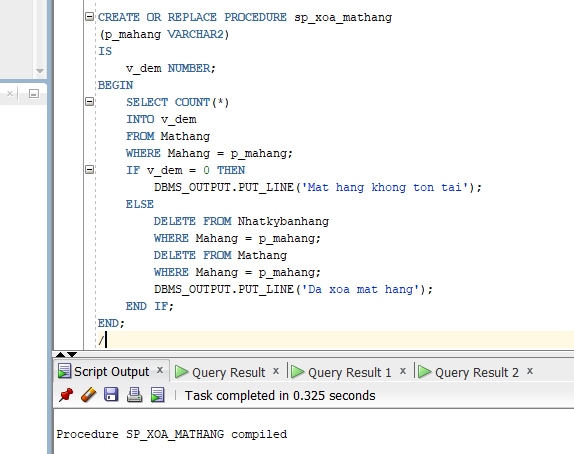 CREATE OR REPLACE PROCEDURE sp_xoa_mathang
(p_mahang VARCHAR2)
IS
    v_dem NUMBER;
BEGIN
    SELECT COUNT(*)
    INTO v_dem
    FROM Mathang
    WHERE Mahang = p_mahang;
    IF v_dem = 0 THEN
        DBMS_OUTPUT.PUT_LINE('Mat hang khong ton tai');
    ELSE
        DELETE FROM Nhatkybanhang
        WHERE Mahang = p_mahang;
        DELETE FROM Mathang
        WHERE Mahang = p_mahang;
        DBMS_OUTPUT.PUT_LINE('Da xoa mat hang');
    END IF;
END;
/
Script Output x Query Result x Query Result 1 x Query Result 2 x
Task completed in 0.325 seconds
Procedure SP_XOA_MATHANG compiled